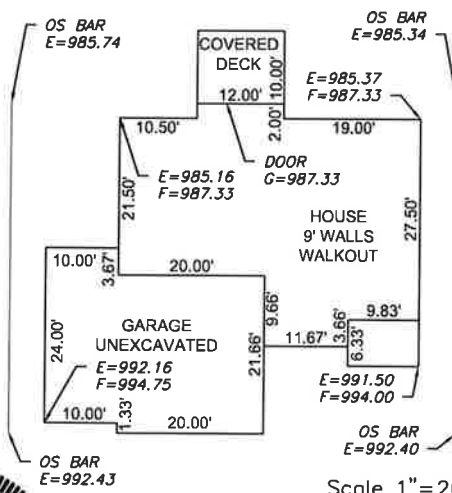 OS BAR
E=985.74
OS BAR
E=985.34
COVERED
DECK
10.00'
12.00'
2.00'
10.50'
19.00'
E=985.37
F=987.33
E=985.16
F=987.33
DOOR
G=987.33
21.50'
27.50'
HOUSE
9' WALLS
WALKOUT
10.00'
3.67'
20.00'
9.66'
11.67'
3.66'
9.83'
6.33'
24.00'
GARAGE
UNEXCAVATED
21.66'
E=992.16
F=994.75
E=991.50
F=994.00
10.00'
1.33'
20.00'
OS BAR
E=992.43
OS BAR
E=992.40